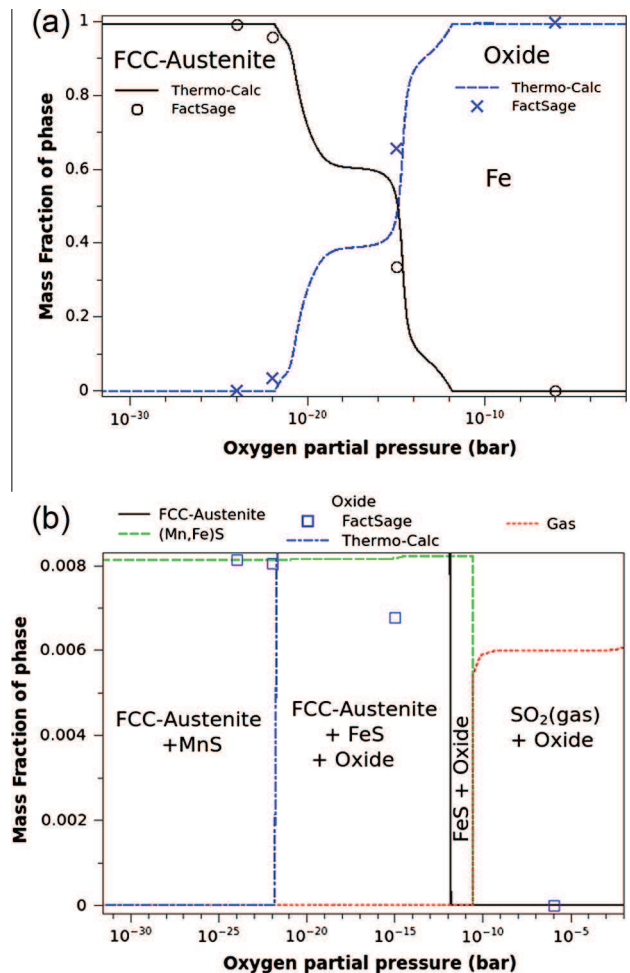 (a)
FCC-Austenite
Thermo-Calc
FactSage
Oxide
Thermo-Calc
FactSage
Fe
Mass Fraction of phase
1
0.8
0.6
0.4
0.2
0
10⁻³⁰
10⁻²⁰
10⁻¹⁰
Oxygen partial pressure (bar)
(b)
FCC-Austenite
(Mn,Fe)S
Oxide
FactSage
Thermo-Calc
Gas
Mass Fraction of phase
0.008
0.006
0.004
0.002
0
FCC-Austenite
+MnS
FCC-Austenite
+ FeS
+ Oxide
FeS + Oxide
SO₂(gas)
+ Oxide
10⁻³⁰
10⁻²⁵
10⁻²⁰
10⁻¹⁵
10⁻¹⁰
10⁻⁵
Oxygen partial pressure (bar)